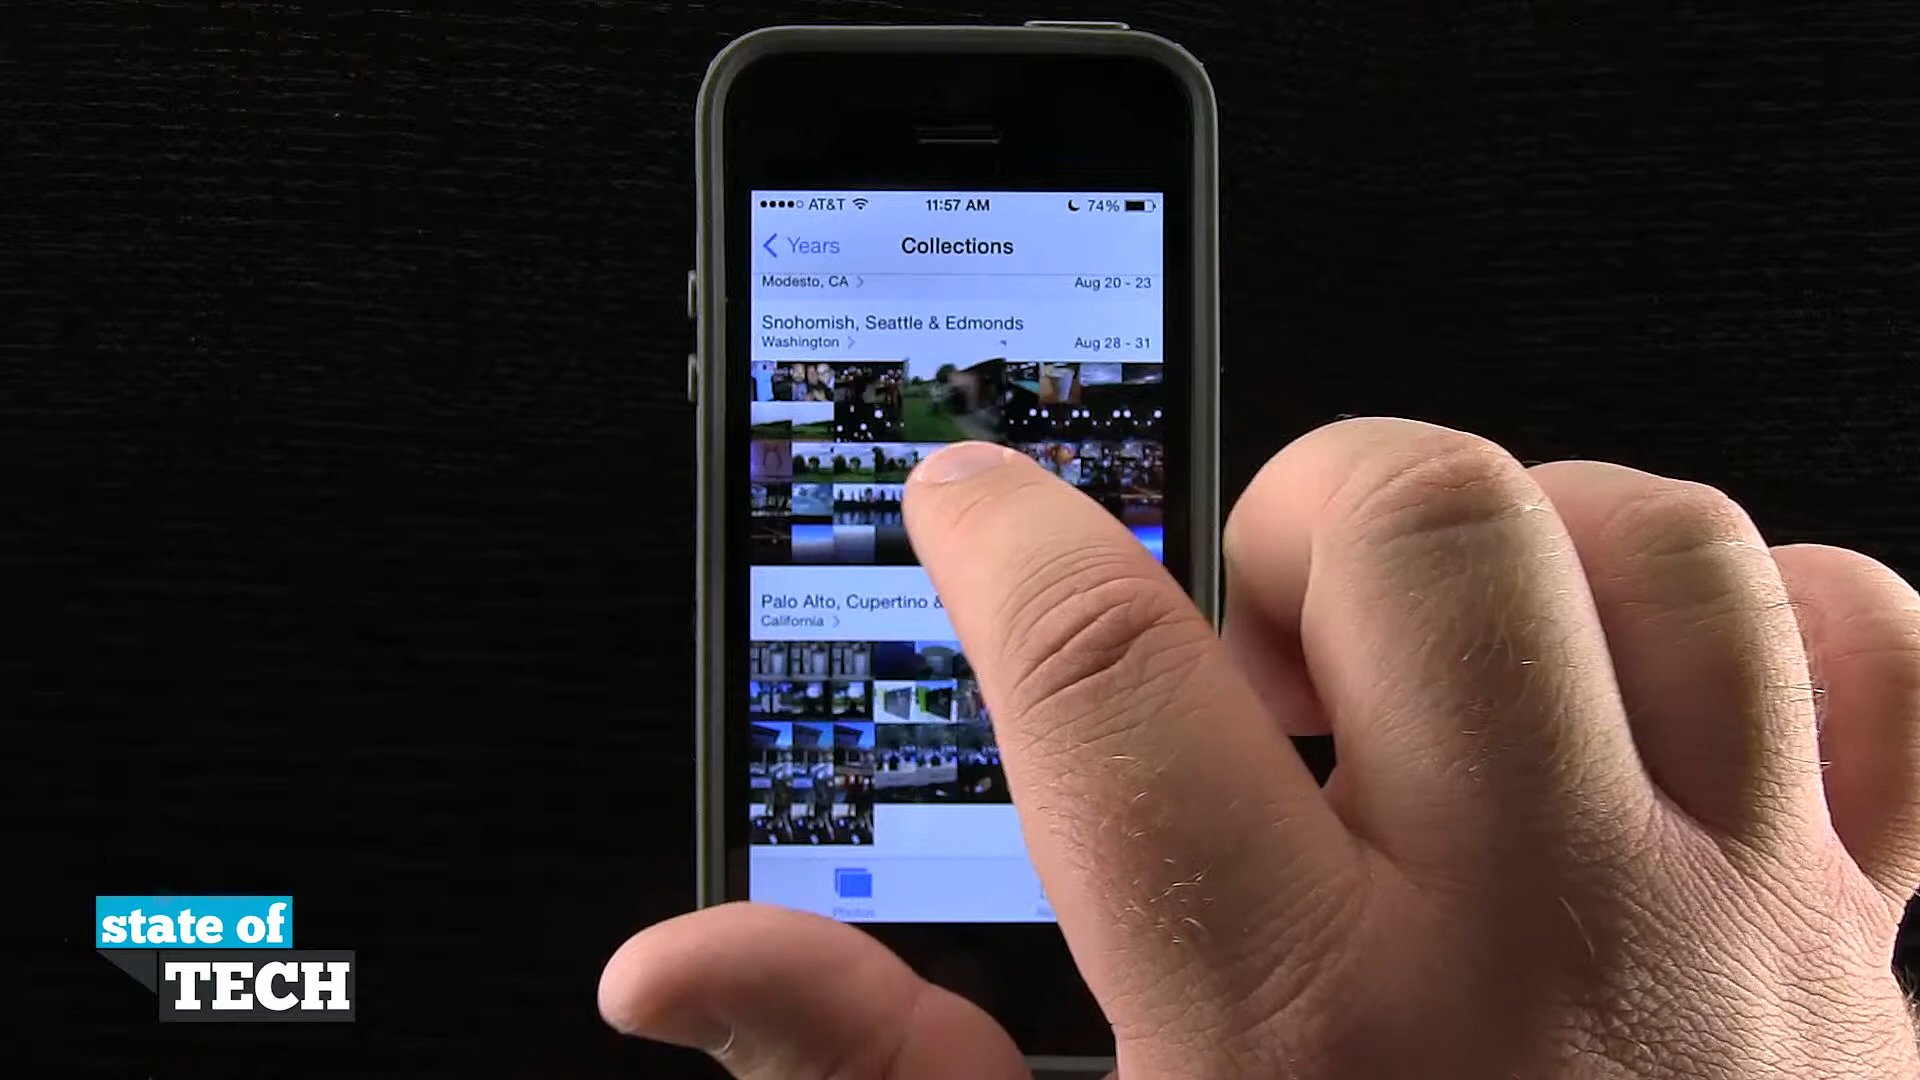 AT&T 11:57 AM 74%
Years Collections
Modesto, CA Aug 20 - 23
Snohomish, Seattle & Edmonds
Washington Aug 28 - 31
Palo Alto, Cupertino &
California
Photos
state of
TECH